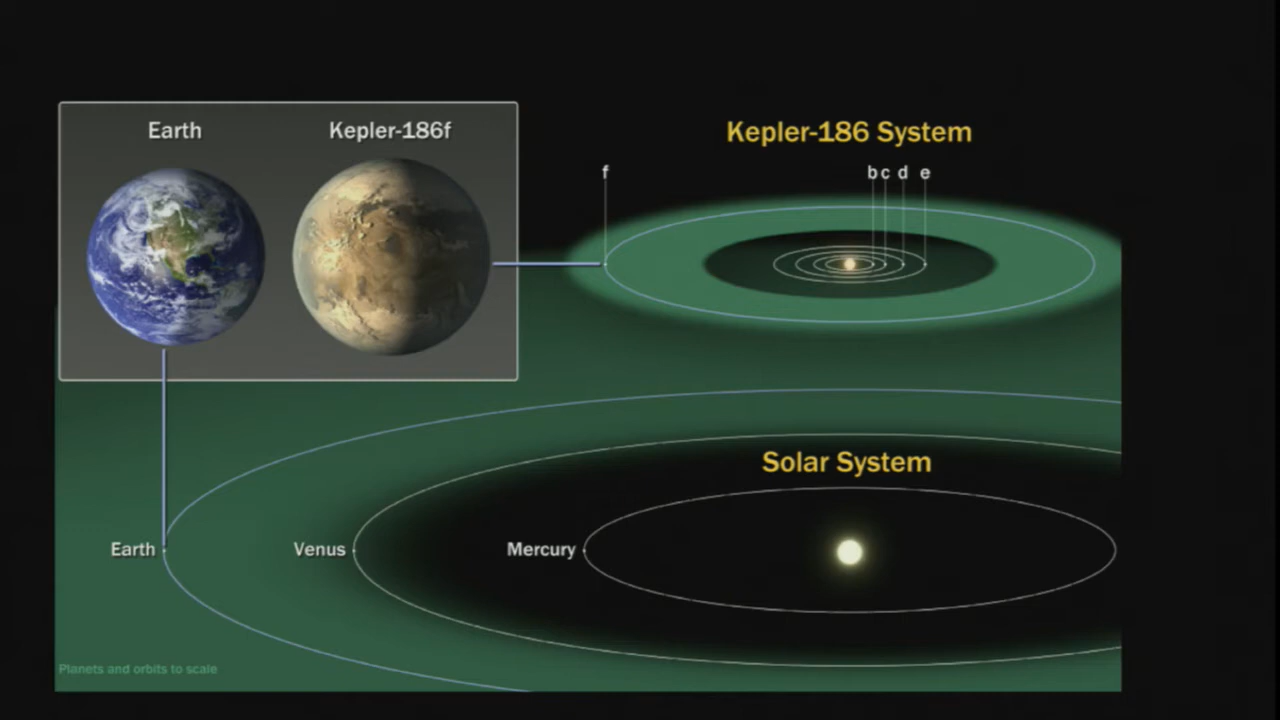 Earth
Kepler-186f
Kepler-186 System
f
b c d e
Solar System
Earth
Venus
Mercury
Planets and orbits to scale